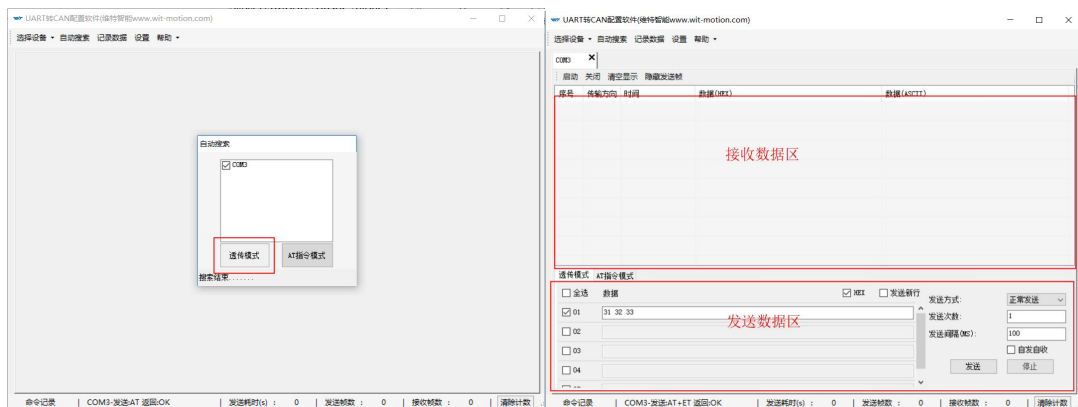 UART转CAN配置软件(维特智能www.wit-motion.com)
选择设备 自动搜索 记录数据 设置 帮助
自动搜索
COM3
透传模式 AT指令模式
搜索结果.......
命令记录 | COM3-发送:AT 返回:OK | 发送耗时(s) : 0 | 发送帧数 : 0 | 接收帧数 : 0 | 清除计数
UART转CAN配置软件(维特智能www.wit-motion.com)
选择设备 自动搜索 记录数据 设置 帮助
COM3
启动 关闭 清空显示 隐藏发送帧
序号 传输方向 时间 数据(HEX) 数据(ASCII)
接收数据区
透传模式 AT指令模式
全选 数据 HEX 发送新行
发送方式: 正常发送
01 31 32 33
发送数据区
发送次数: 1
02
发送间隔(MS): 100
03
自发自收
04
发送 停止
命令记录 | COM3-发送:AT+ET 返回:OK | 发送耗时(s) : 0 | 发送帧数 : 0 | 接收帧数 : 0 | 清除计数